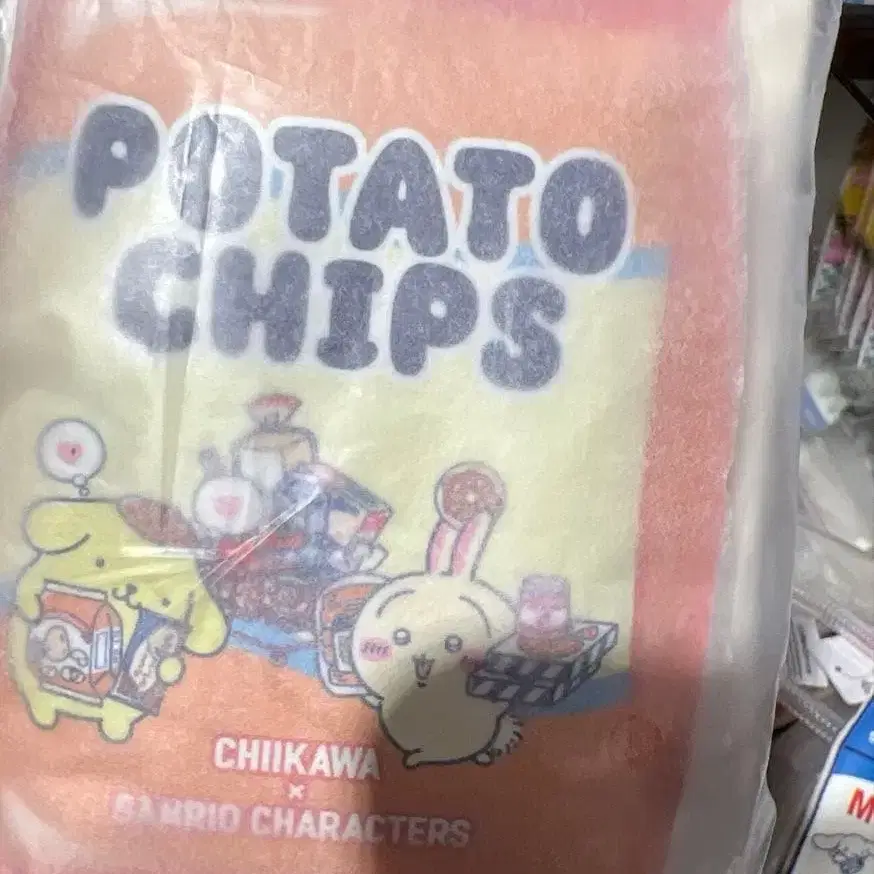 POTATO
CHIPS
CHIIKAWA
×
SANRIO CHARACTERS
M